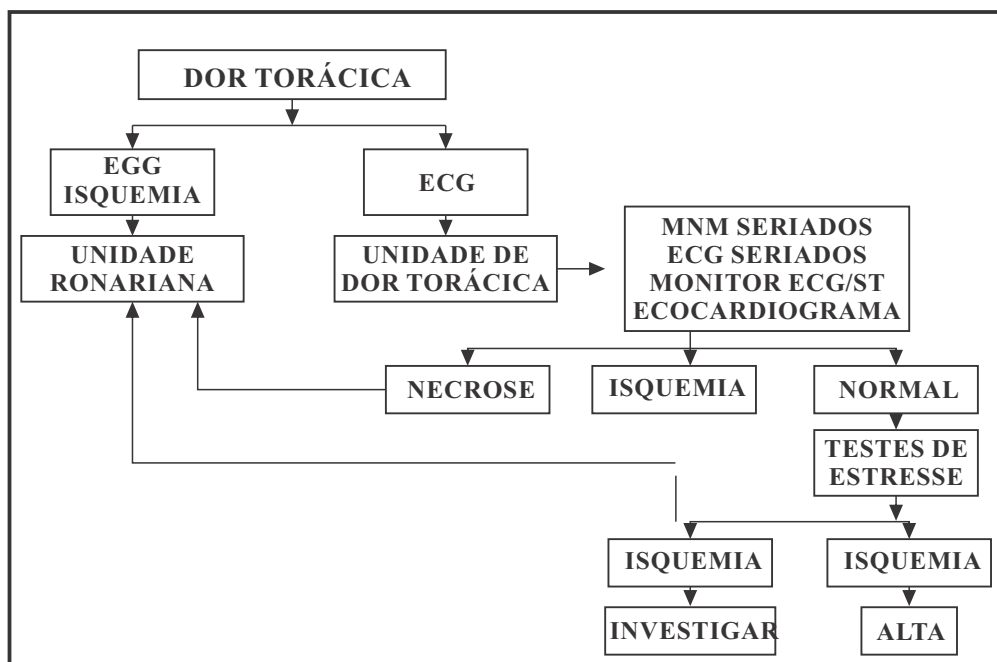 DOR TORÁCICA
EGG
ISQUEMIA
ECG
UNIDADE
RONARIANA
UNIDADE DE
DOR TORÁCICA
MNM SERIADOS
ECG SERIADOS
MONITOR ECG/ST
ECOCARDIOGRAMA
NECROSE
ISQUEMIA
NORMAL
TESTES DE
ESTRESSE
ISQUEMIA
ISQUEMIA
INVESTIGAR
ALTA